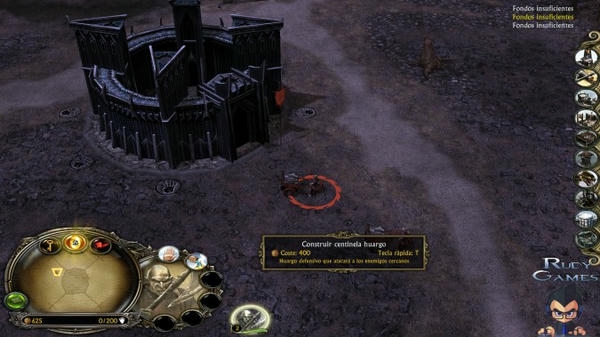 Fondos insuficientes
Fondos insuficientes
Fondos insuficientes
Construir centinela huargo
Coste: 400 Tecla rápida: T
Huargo defensivo que atacará a los enemigos cercanos
RUEY
GAMES
625 0/200